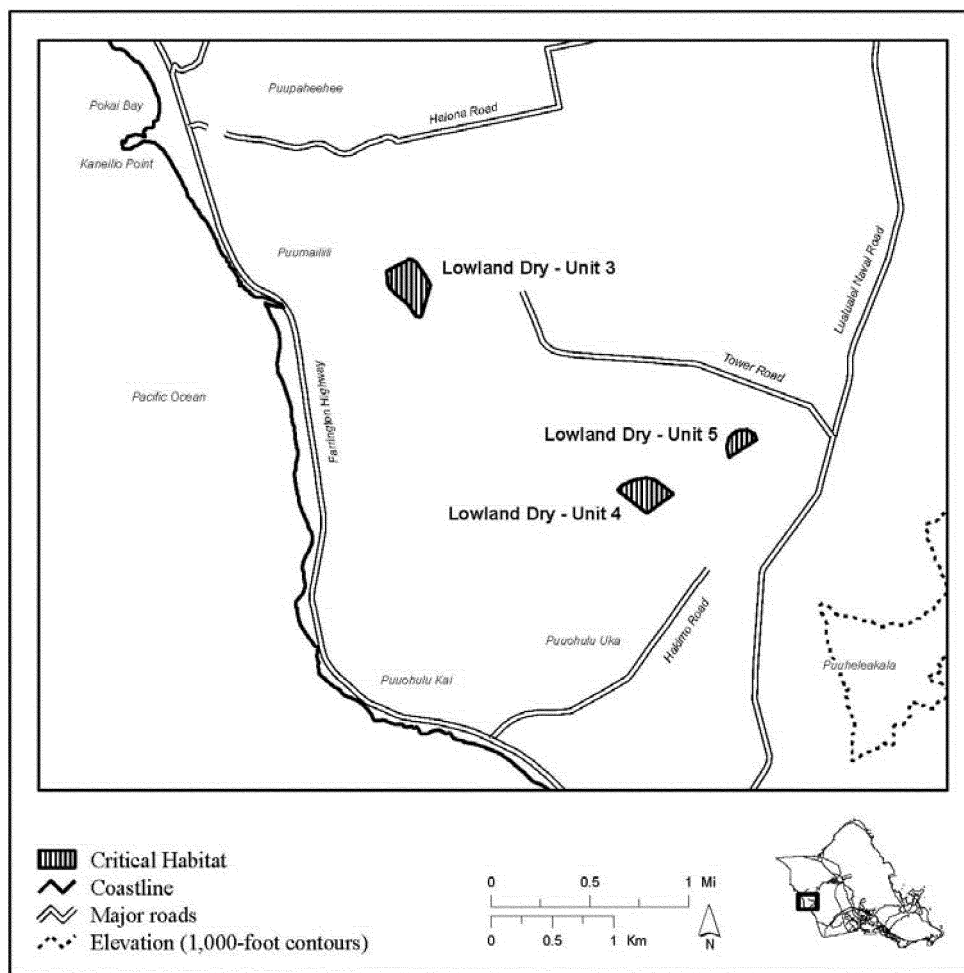 Puupaheehee
Pokai Bay
Haiona Road
Kaneilio Point
Puumailiili
Lowland Dry - Unit 3
Lualualei Naval Road
Pacific Ocean
Farrington Highway
Tower Road
Lowland Dry - Unit 5
Lowland Dry - Unit 4
Hakimo Road
Puuohulu Uka
Puuheleakala
Puuohulu Kai
Critical Habitat
Coastline
Major roads
Elevation (1,000-foot contours)
0 0.5 1 Mi
0 0.5 1 Km
N